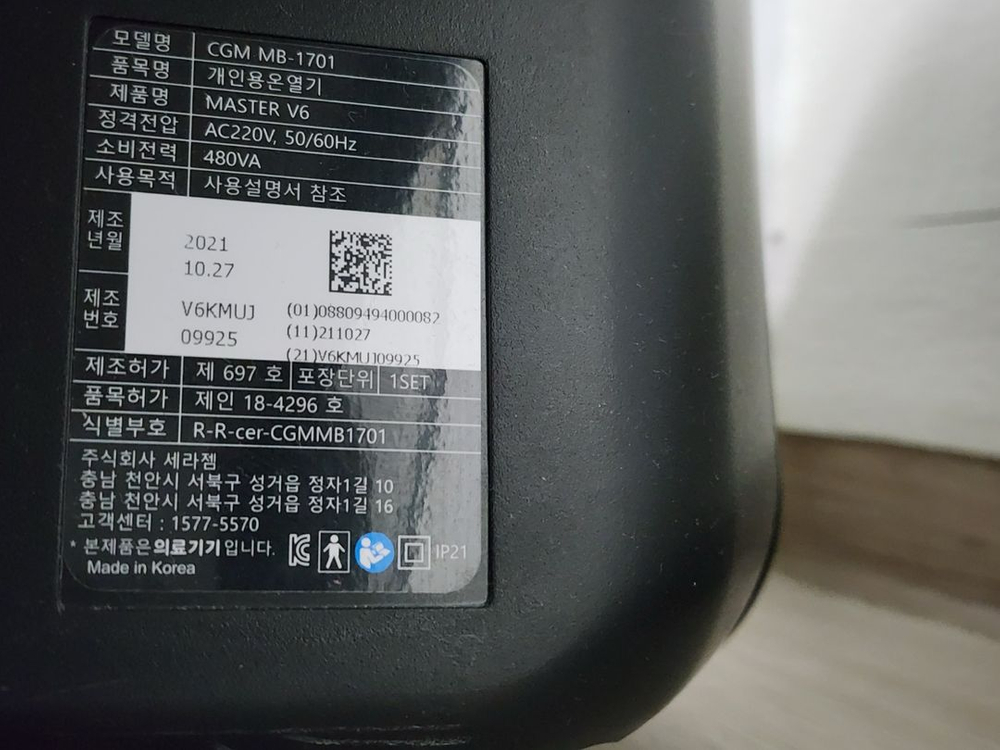 모델명 CGM MB-1701
품목명 개인용온열기
제품명 MASTER V6
정격전압 AC220V, 50/60Hz
소비전력 480VA
사용목적 사용설명서 참조
제조
년월
2021
10.27
제조
번호
V6KMUJ
09925
(01)08809494000082
(11)211027
(21)V6KMUJ09925
제조허가 제 697 호 포장단위 1SET
품목허가 제인 18-4296 호
식별부호 R-R-cer-CGMMB1701
주식회사 세라젬
충남 천안시 서북구 성거읍 정자1길 10
충남 천안시 서북구 성거읍 정자1길 16
고객센터 : 1577-5570
* 본제품은의료기기입니다. IP21
Made in Korea